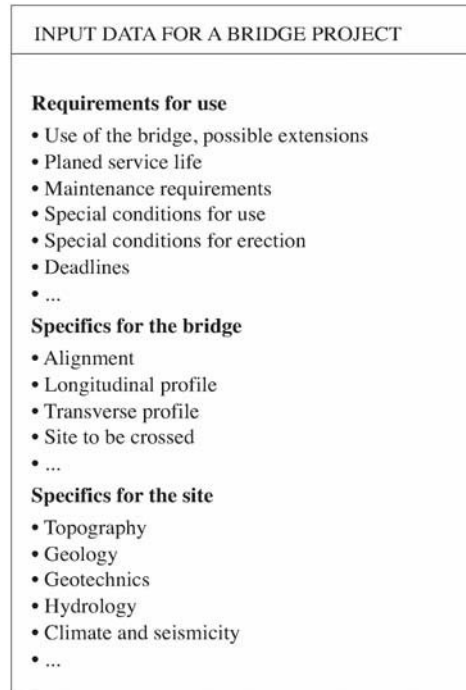 INPUT DATA FOR A BRIDGE PROJECT
Requirements for use
• Use of the bridge, possible extensions
• Planed service life
• Maintenance requirements
• Special conditions for use
• Special conditions for erection
• Deadlines
• ...
Specifics for the bridge
• Alignment
• Longitudinal profile
• Transverse profile
• Site to be crossed
• ...
Specifics for the site
• Topography
• Geology
• Geotechnics
• Hydrology
• Climate and seismicity
• ...